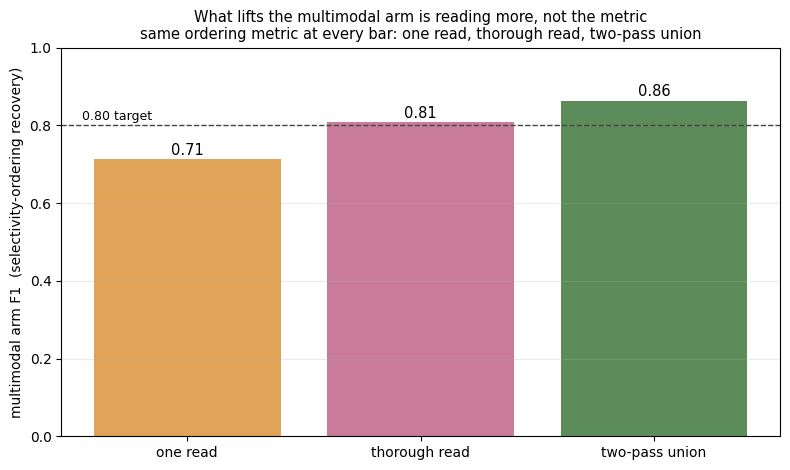 What lifts the multimodal arm is reading more, not the metric
same ordering metric at every bar: one read, thorough read, two-pass union
multimodal arm F1  (selectivity-ordering recovery)
1.0
0.8
0.6
0.4
0.2
0.0
0.80 target
0.71
0.81
0.86
one read
thorough read
two-pass union